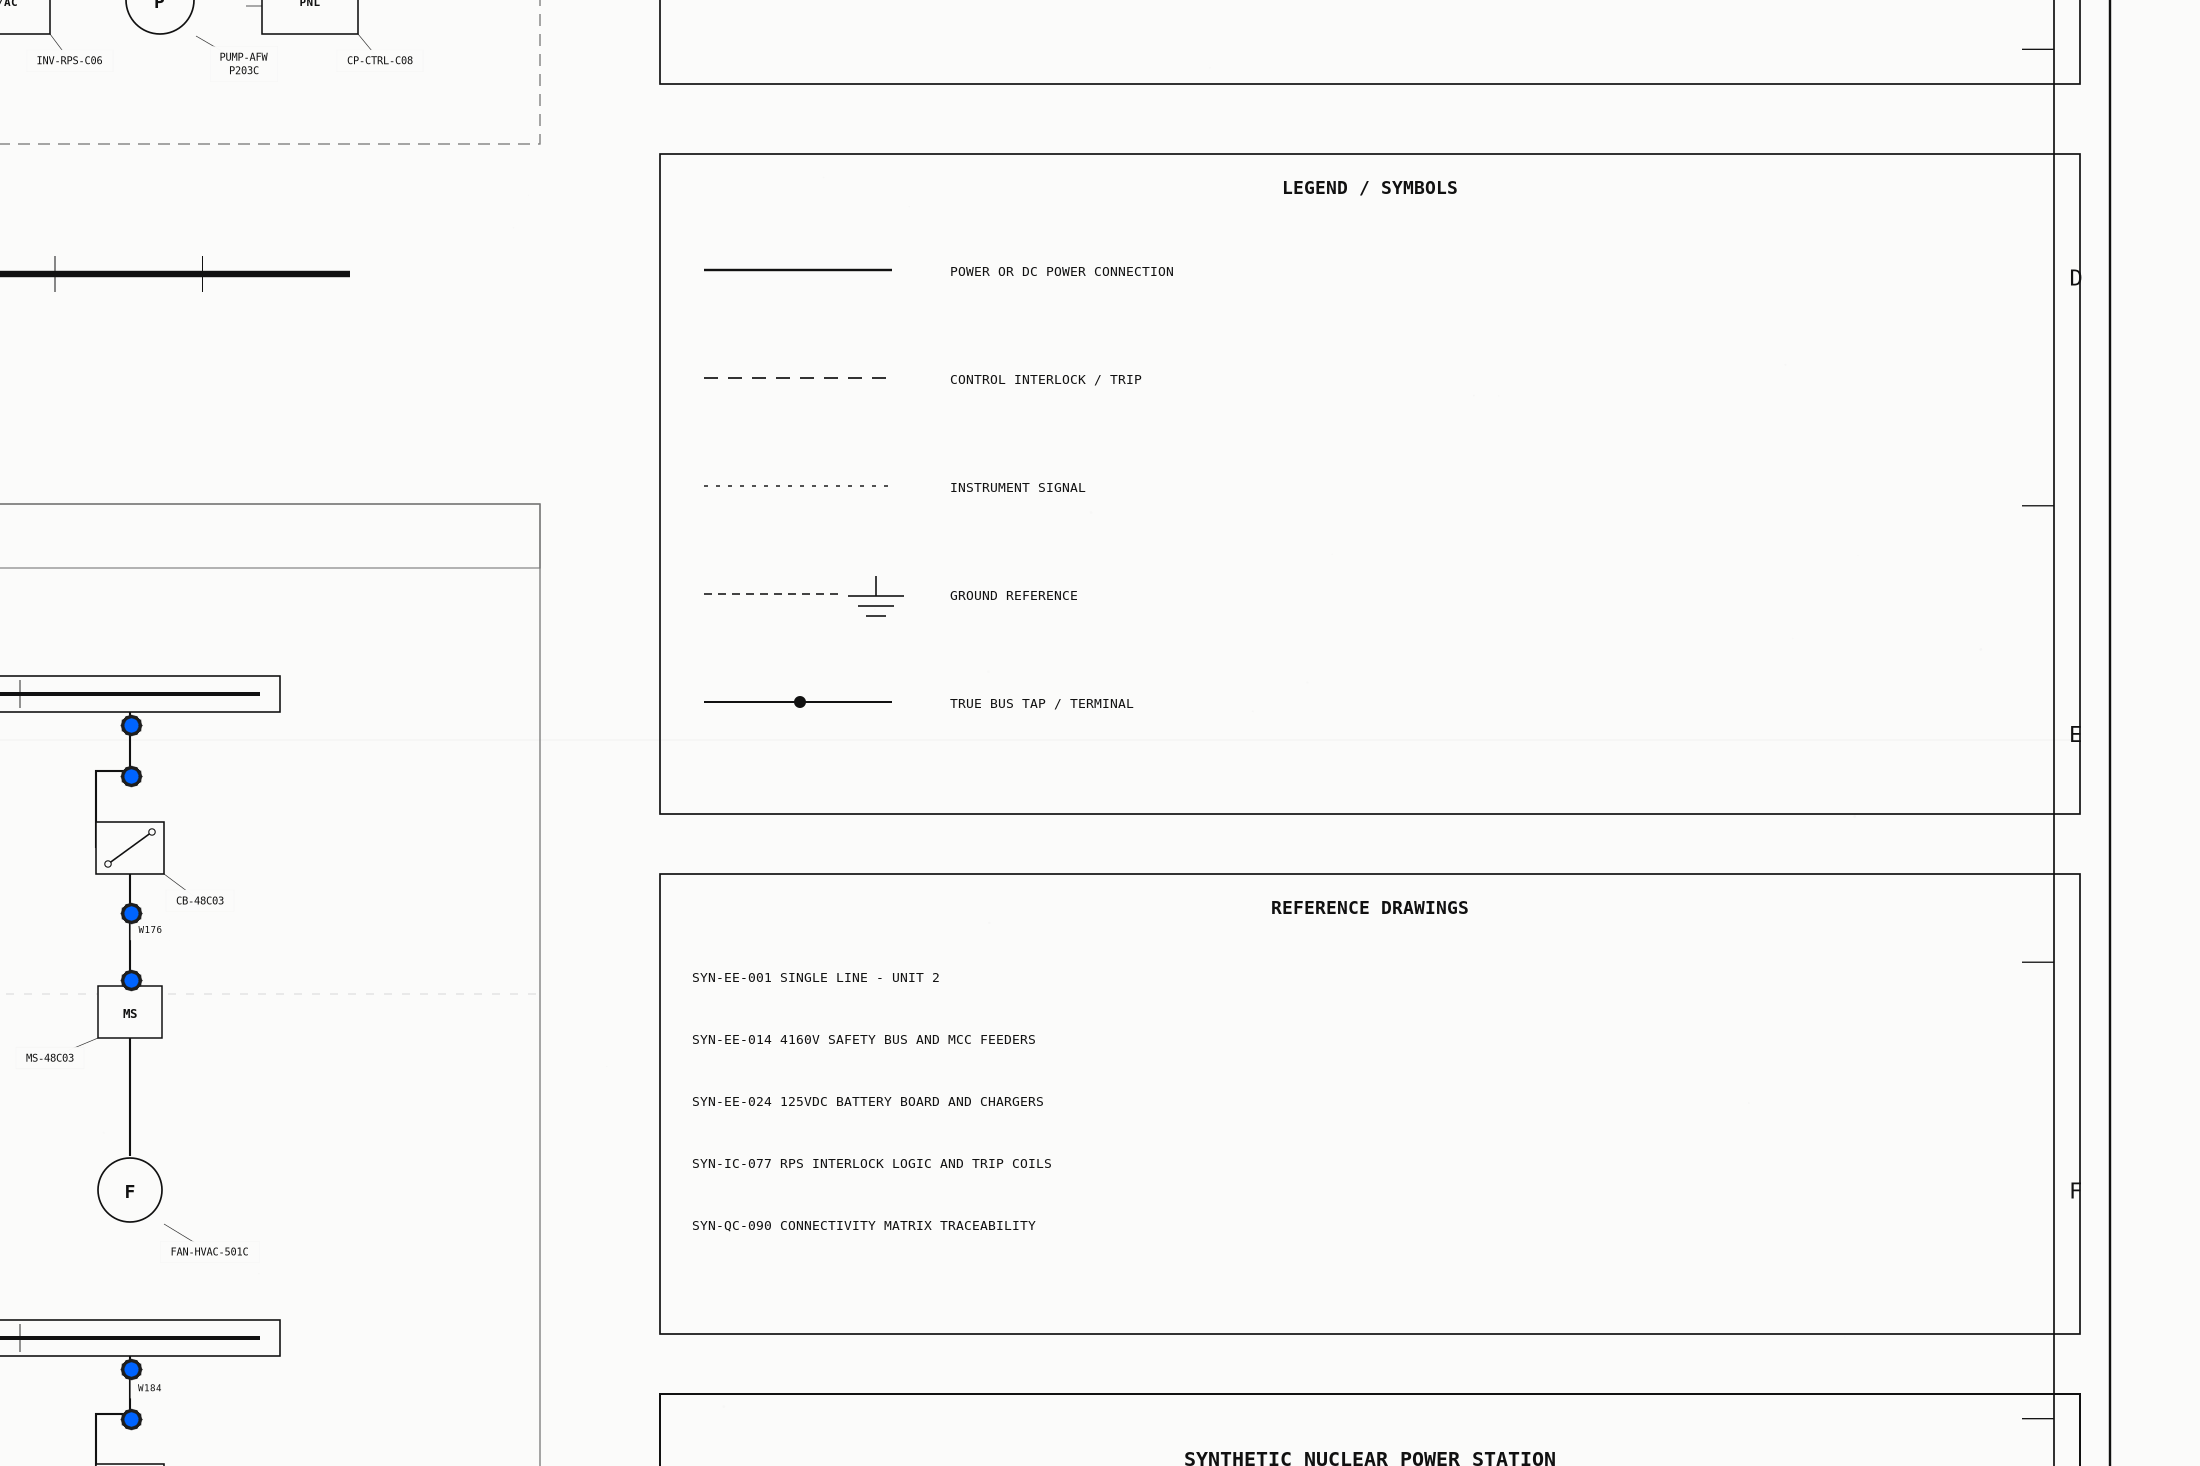 P
PNL
INV-RPS-C06
PUMP-AFW
P203C
CP-CTRL-C08
LEGEND / SYMBOLS
POWER OR DC POWER CONNECTION
D
CONTROL INTERLOCK / TRIP
INSTRUMENT SIGNAL
GROUND REFERENCE
TRUE BUS TAP / TERMINAL
E
CB-48C03
W176
MS
MS-48C03
F
FAN-HVAC-501C
W184
REFERENCE DRAWINGS
SYN-EE-001 SINGLE LINE - UNIT 2
SYN-EE-014 4160V SAFETY BUS AND MCC FEEDERS
SYN-EE-024 125VDC BATTERY BOARD AND CHARGERS
SYN-IC-077 RPS INTERLOCK LOGIC AND TRIP COILS
F
SYN-QC-090 CONNECTIVITY MATRIX TRACEABILITY
SYNTHETIC NUCLEAR POWER STATION